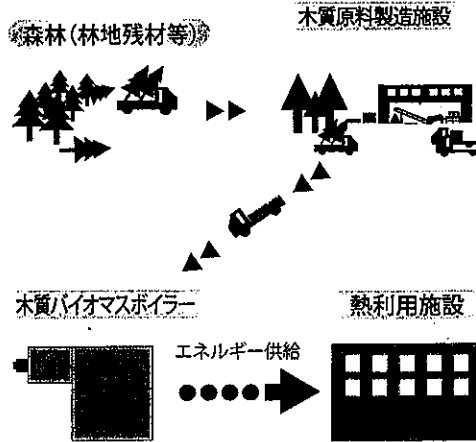 森林(林地残材等)
木質原料製造施設
木質バイオマスボイラー
熱利用施設
エネルギー供給